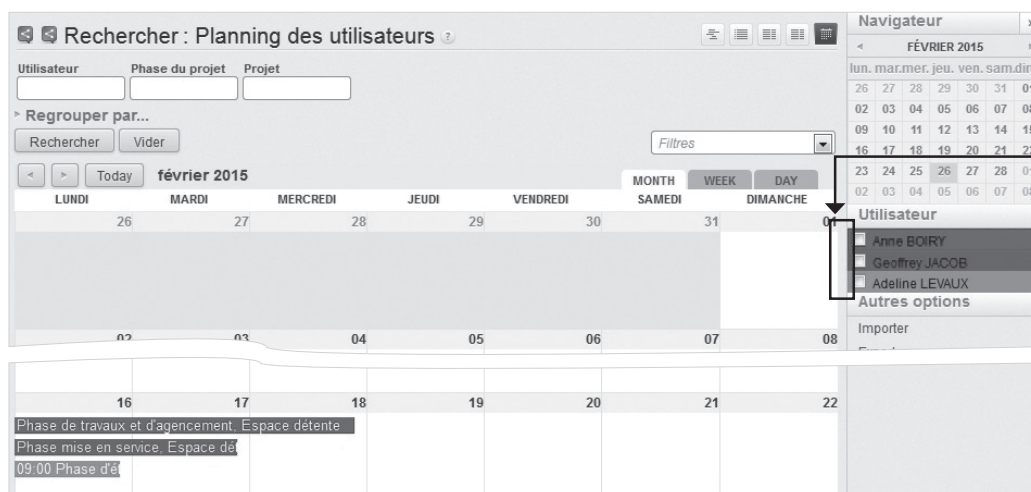 Rechercher : Planning des utilisateurs ?
Utilisateur Phase du projet Projet
Regrouper par...
Rechercher Vider
Filtres
< > Today février 2015
MONTH WEEK DAY
LUNDI MARDI MERCREDI JEUDI VENDREDI SAMEDI DIMANCHE
26 27 28 29 30 31 01
02 03 04 05 06 07 08
16 17 18 19 20 21 22
Phase de travaux et d'agencement, Espace détente
Phase mise en service, Espace dé
09:00 Phase d'é
Navigateur
FÉVRIER 2015
lun. mar. mer. jeu. ven. sam. dim
26 27 28 29 30 31
02 03 04 05 06 07
09 10 11 12 13 14
16 17 18 19 20 21
23 24 25 26 27 28
02 03 04 05 06 07
Utilisateur
Anne BOIRY
Geoffrey JACOB
Adeline LEVAUX
Autres options
Importer